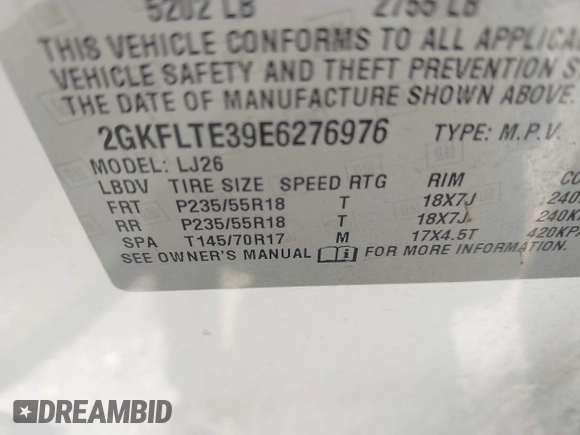 5202 LB 2755 LB
THIS VEHICLE CONFORMS TO ALL
VEHICLE SAFETY AND THEFT PREVENTION
THE DATE OF MANUFACTURE SHOWN ABOVE.
2GKFLTE39E6276976 TYPE: M.P.V.
MODEL: LJ26
LBDV TIRE SIZE SPEED RTG RIM
FRT P235/55R18 T 18X7J
RR P235/55R18 T 18X7J
SPA T145/70R17 M 17X4.5T
SEE OWNER'S MANUAL FOR MORE INFORMATION.
DREAMBID